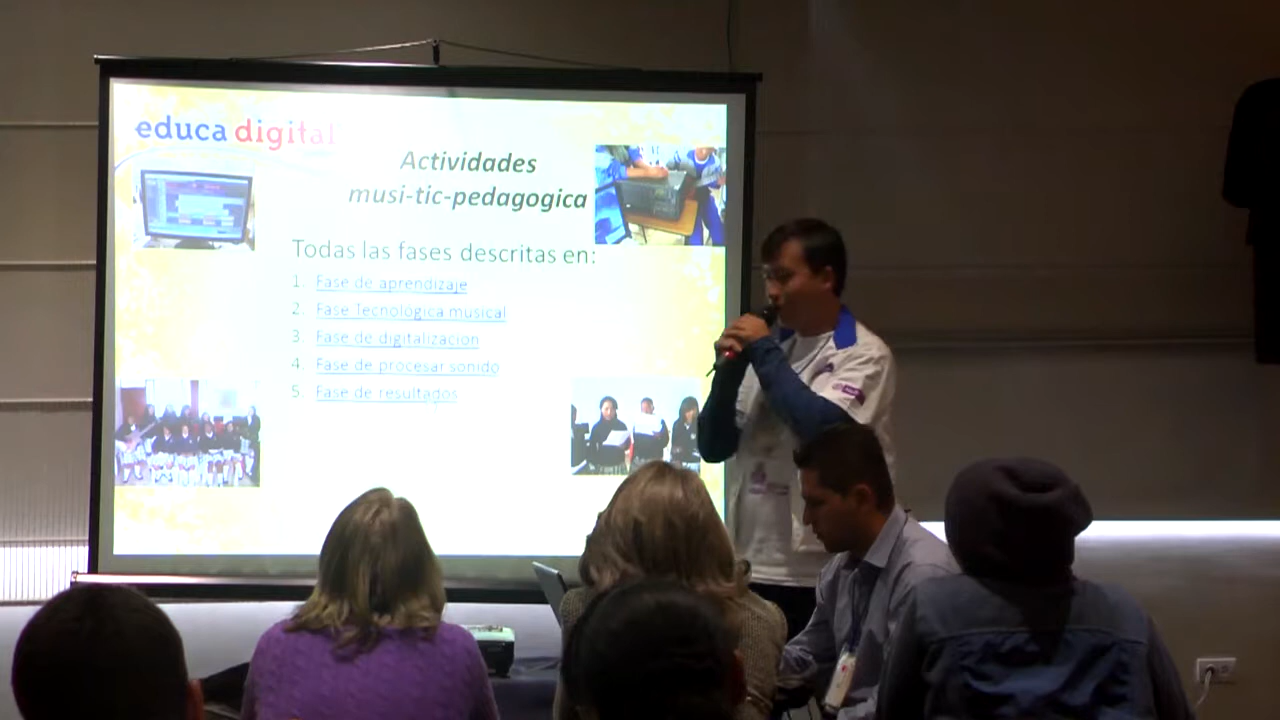 educa digital
Actividades
musi-tic-pedagogica
Todas las fases descritas en:
1. Fase de aprendizaje
2. Fase Tecnologica musical
3. Fase de digitalizacion
4. Fase de procesar sonido
5. Fase de resultados